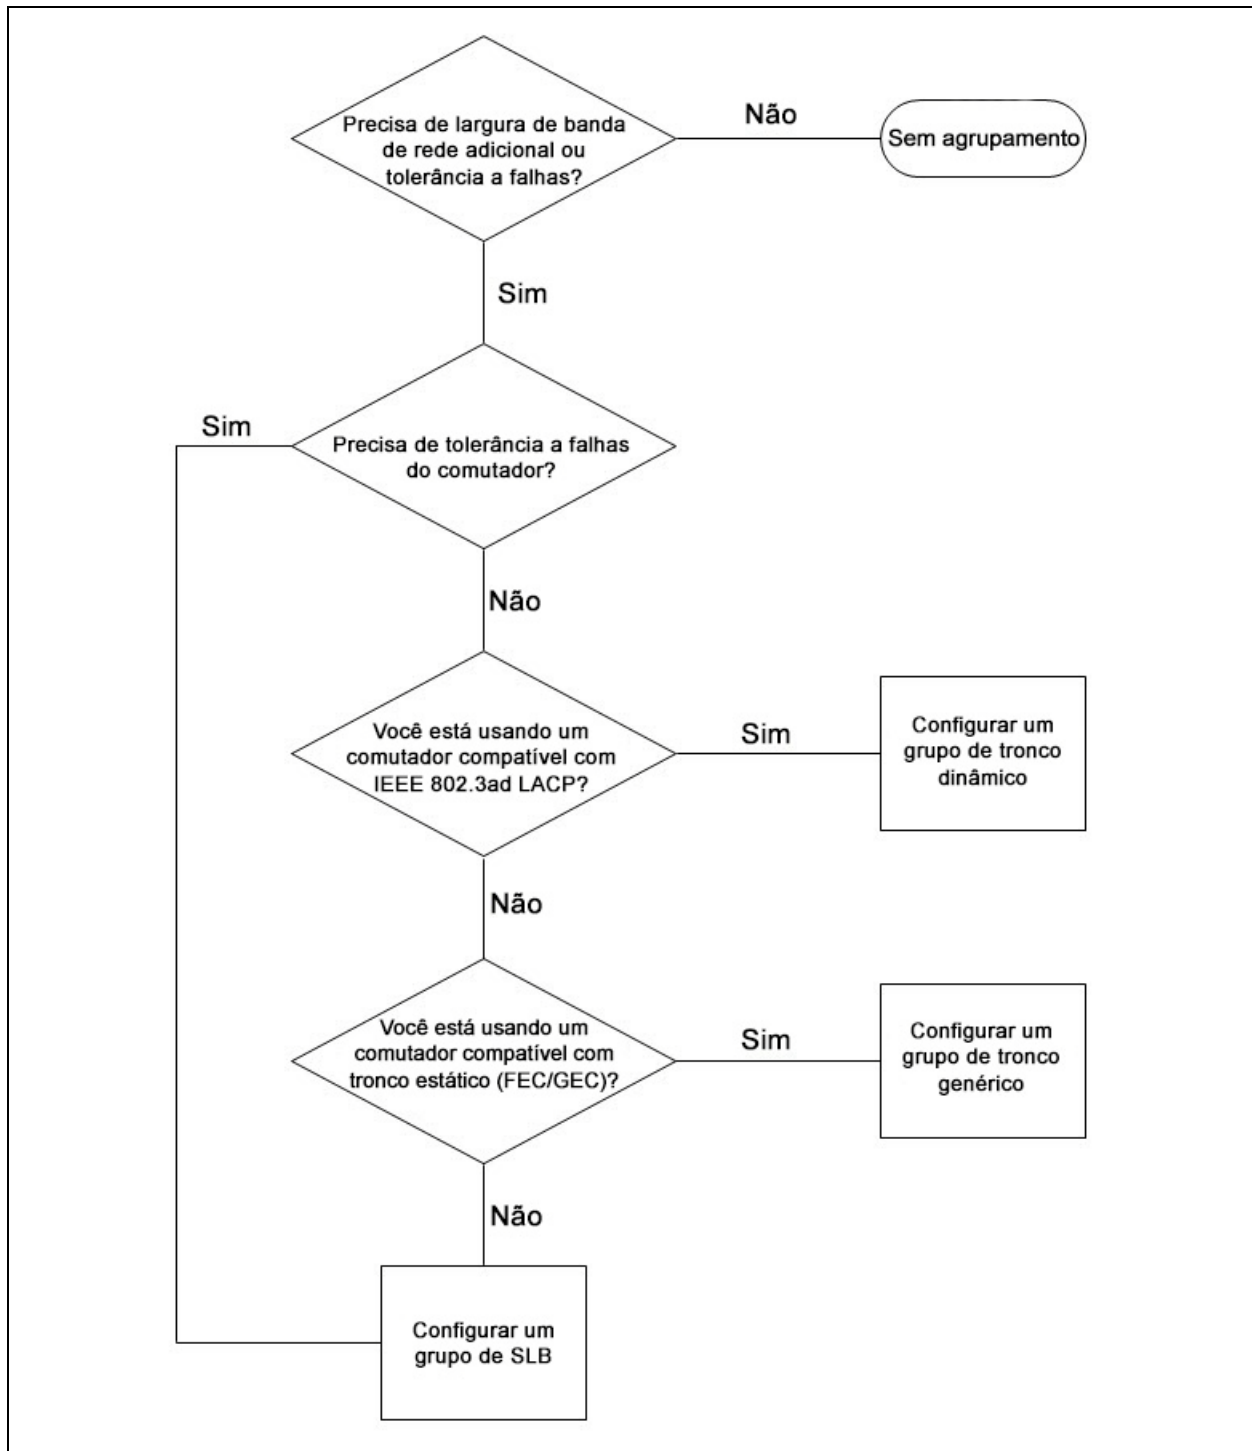 Precisa de largura de banda
de rede adicional ou
tolerância a falhas?
Não
Sem agrupamento
Sim
Sim
Precisa de tolerância a falhas
do comutador?
Não
Você está usando um
comutador compatível com
IEEE 802.3ad LACP?
Sim
Configurar um
grupo de tronco
dinâmico
Não
Você está usando um
comutador compatível com
tronco estático (FEC/GEC)?
Sim
Configurar um
grupo de tronco
genérico
Não
Configurar um
grupo de SLB